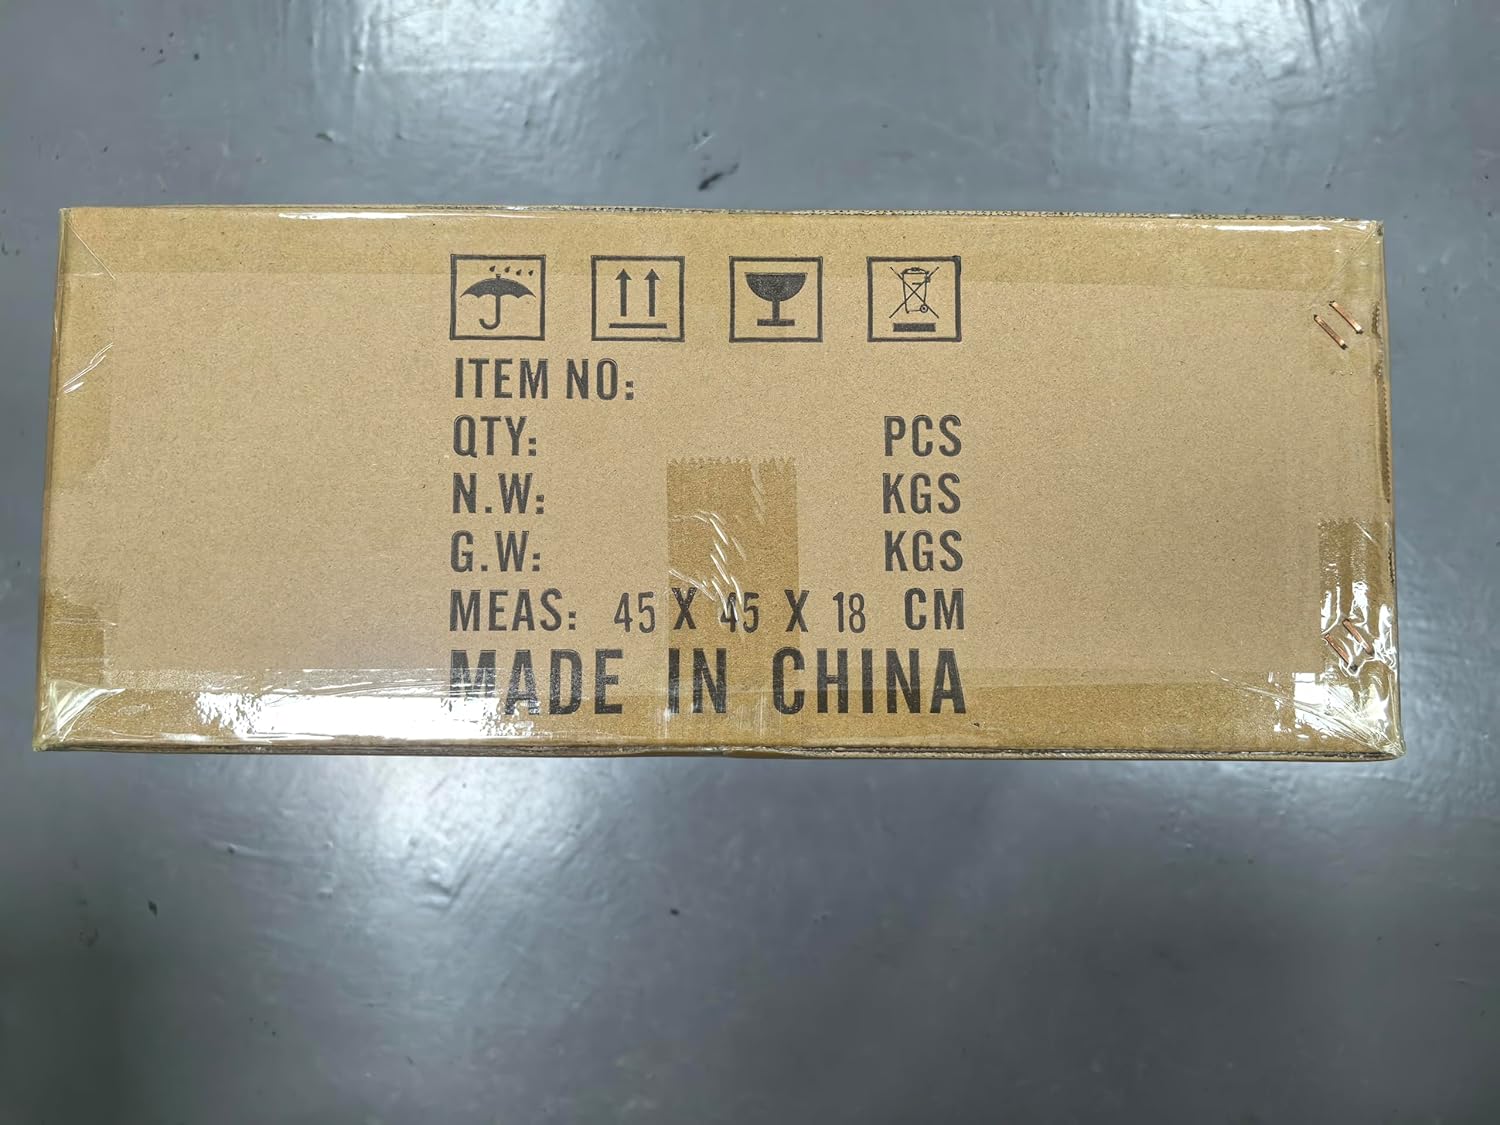 ITEM NO:
QTY: PCS
N.W: KGS
G.W: KGS
MEAS: 45 X 45 X 18 CM
MADE IN CHINA